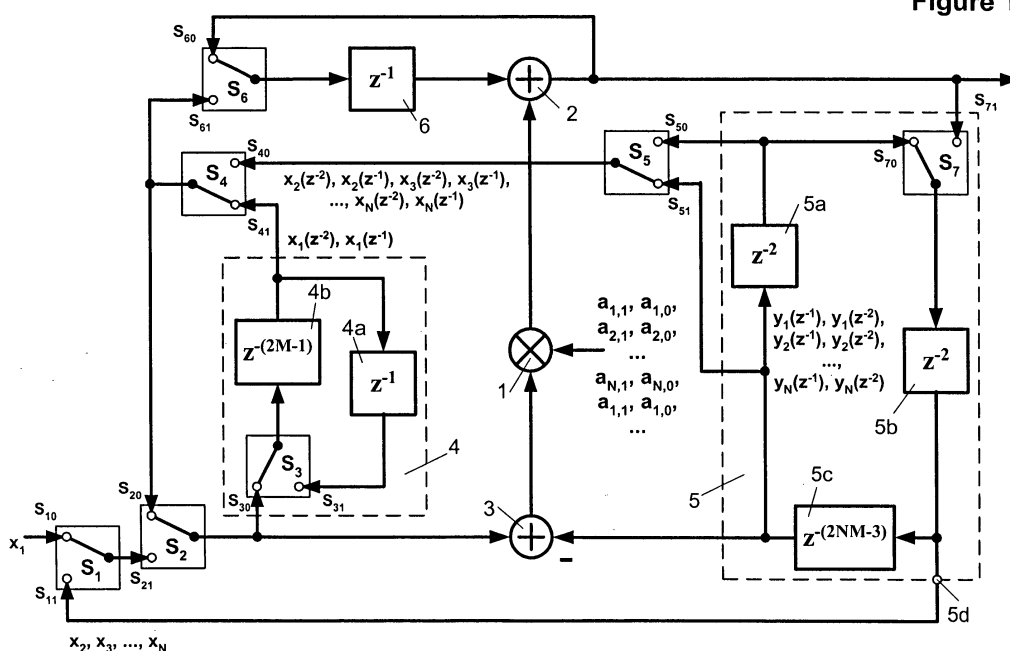 Figure 1
S60
S6
z-1
S61
6
2
S71
S40
S4
S41
x2(z-2), x2(z-1), x3(z-2), x3(z-1),
..., xN(z-2), xN(z-1)
S5
S50
S51
S70
S7
x1(z-2), x1(z-1)
5a
z-2
4b
z-(2M-1)
4a
z-1
a1,1, a1,0,
a2,1, a2,0,
...
aN,1, aN,0,
a1,1, a1,0,
...
1
y1(z-1), y1(z-2),
y2(z-1), y2(z-2),
...,
yN(z-1), yN(z-2)
z-2
5b
S3
S30
S31
4
5
5c
z-(2NM-3)
3
-
S20
S2
S21
S10
x1
S1
S11
5d
x2, x3, ..., xN